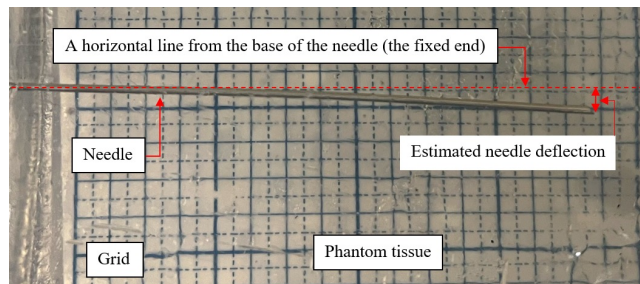 A horizontal line from the base of the needle (the fixed end)
Needle
Estimated needle deflection
Grid
Phantom tissue